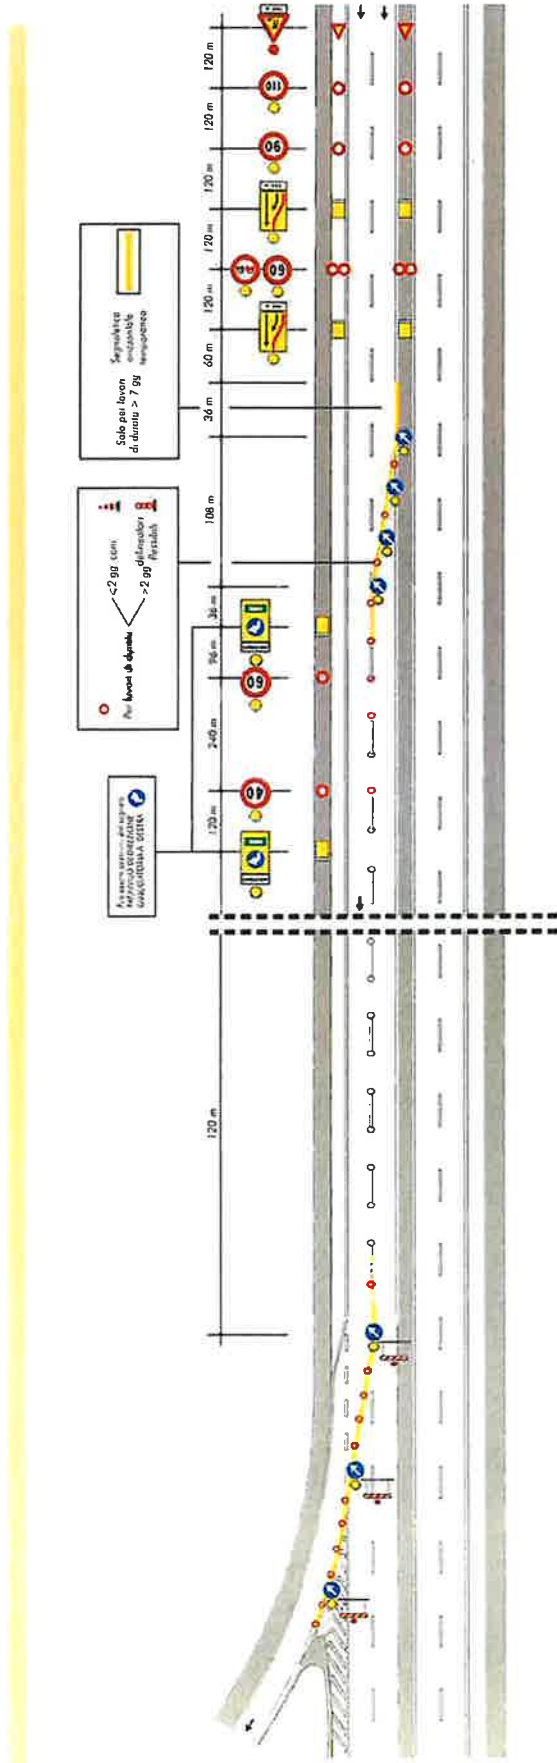 120 m
120 m
120 m
120 m
120 m
60 m
36 m
108 m
36 m
96 m
240 m
120 m
120 m
110
90
60
60
40
Segnaletica
orizzontale
temporanea
Solo per lavori
di durata > 7 gg
Per lavori di durata
<2 gg coni
>2 gg delineatori
flessibili